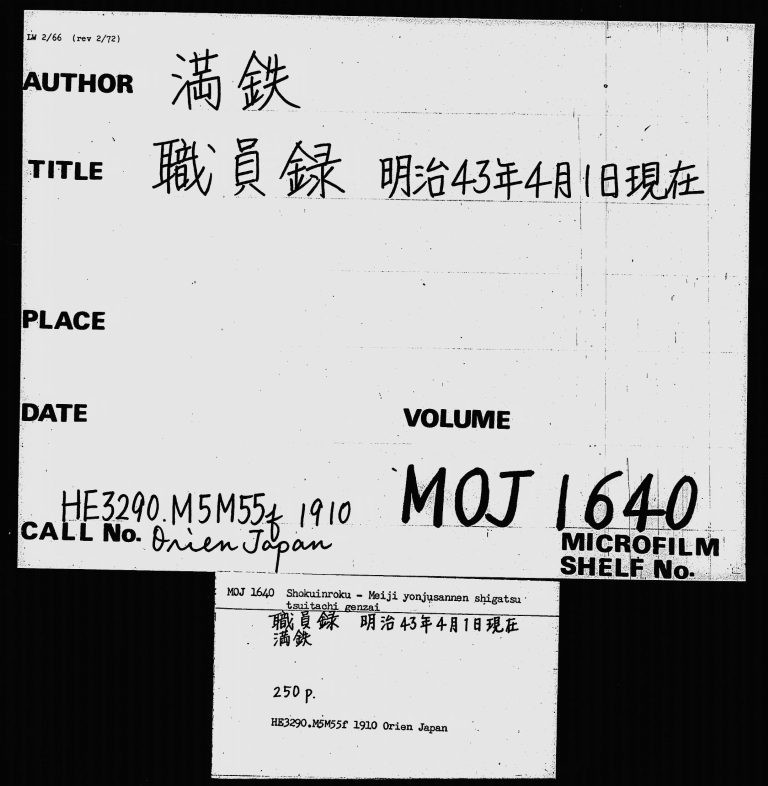 LW 2/66 (rev 2/72)
AUTHOR 満鉄
TITLE 職員録 明治43年4月1日現在
PLACE
DATE
VOLUME
HE3290.M5M55f 1910
CALL No. Orien Japan
MOJ 1640
MICROFILM
SHELF No.
MOJ 1640 Shokuinroku - Meiji yonjusannen shigatsu
tsuitachi genzai
職員録 明治43年4月1日現在
満鉄
250 p.
HE3290.M5M55f 1910 Orien Japan